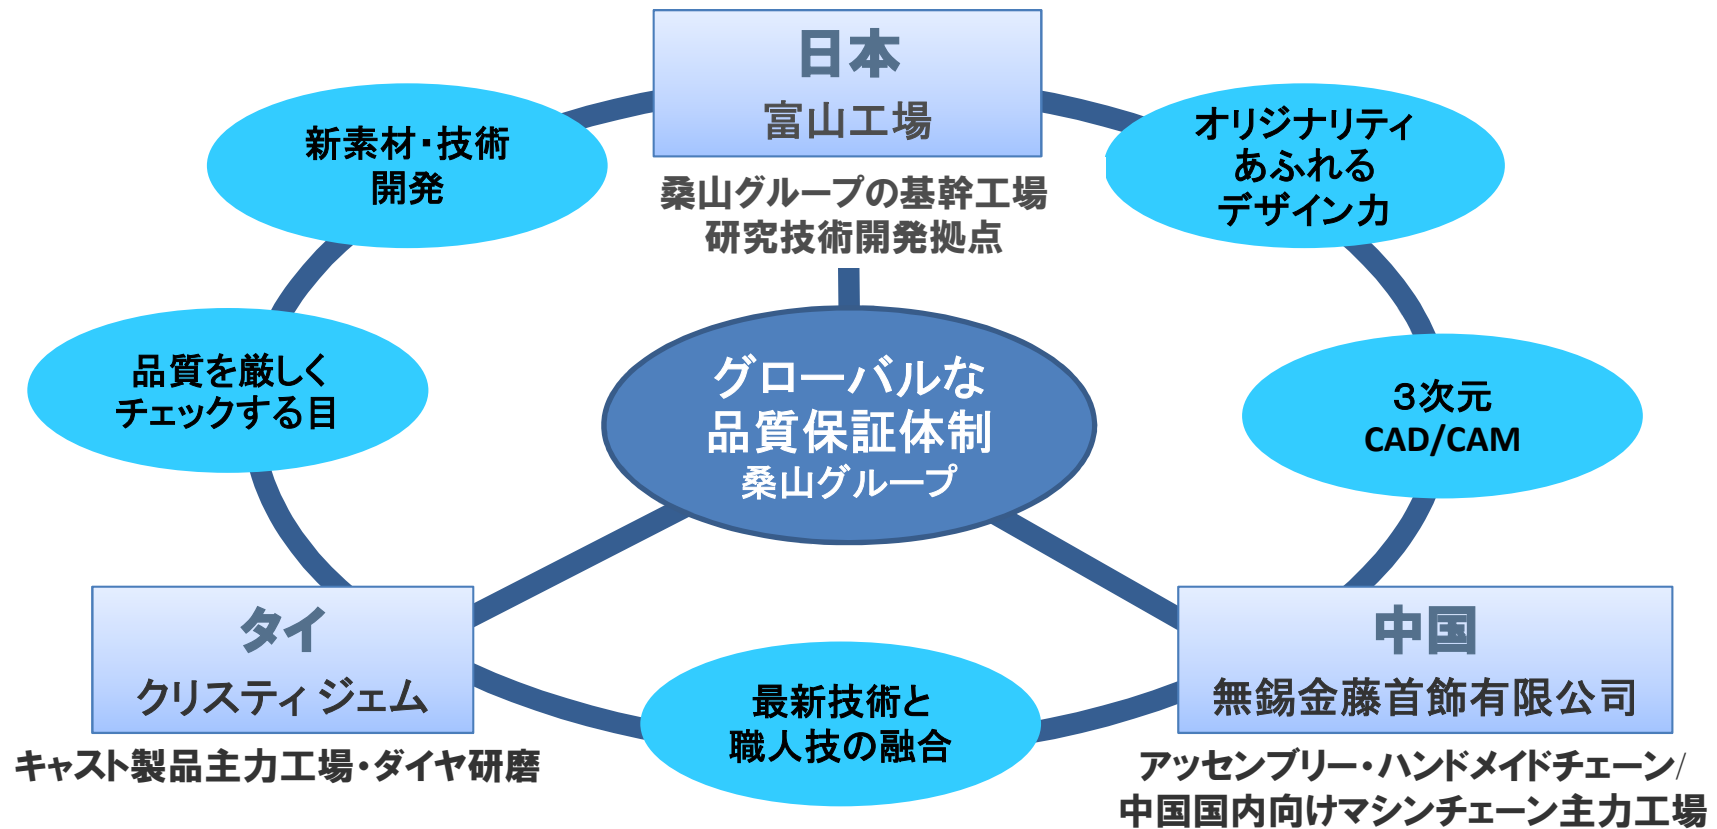 日本
富山工場
桑山グループの基幹工場
研究技術開発拠点
新素材・技術
開発
オリジナリティ
あふれる
デザイン力
品質を厳しく
チェックする目
グローバルな
品質保証体制
桑山グループ
３次元
CAD/CAM
タイ
クリスティ ジェム
キャスト製品主力工場・ダイヤ研磨
最新技術と
職人技の融合
中国
無錫金藤首飾有限公司
アッセンブリー・ハンドメイドチェーン/
中国国内向けマシンチェーン主力工場